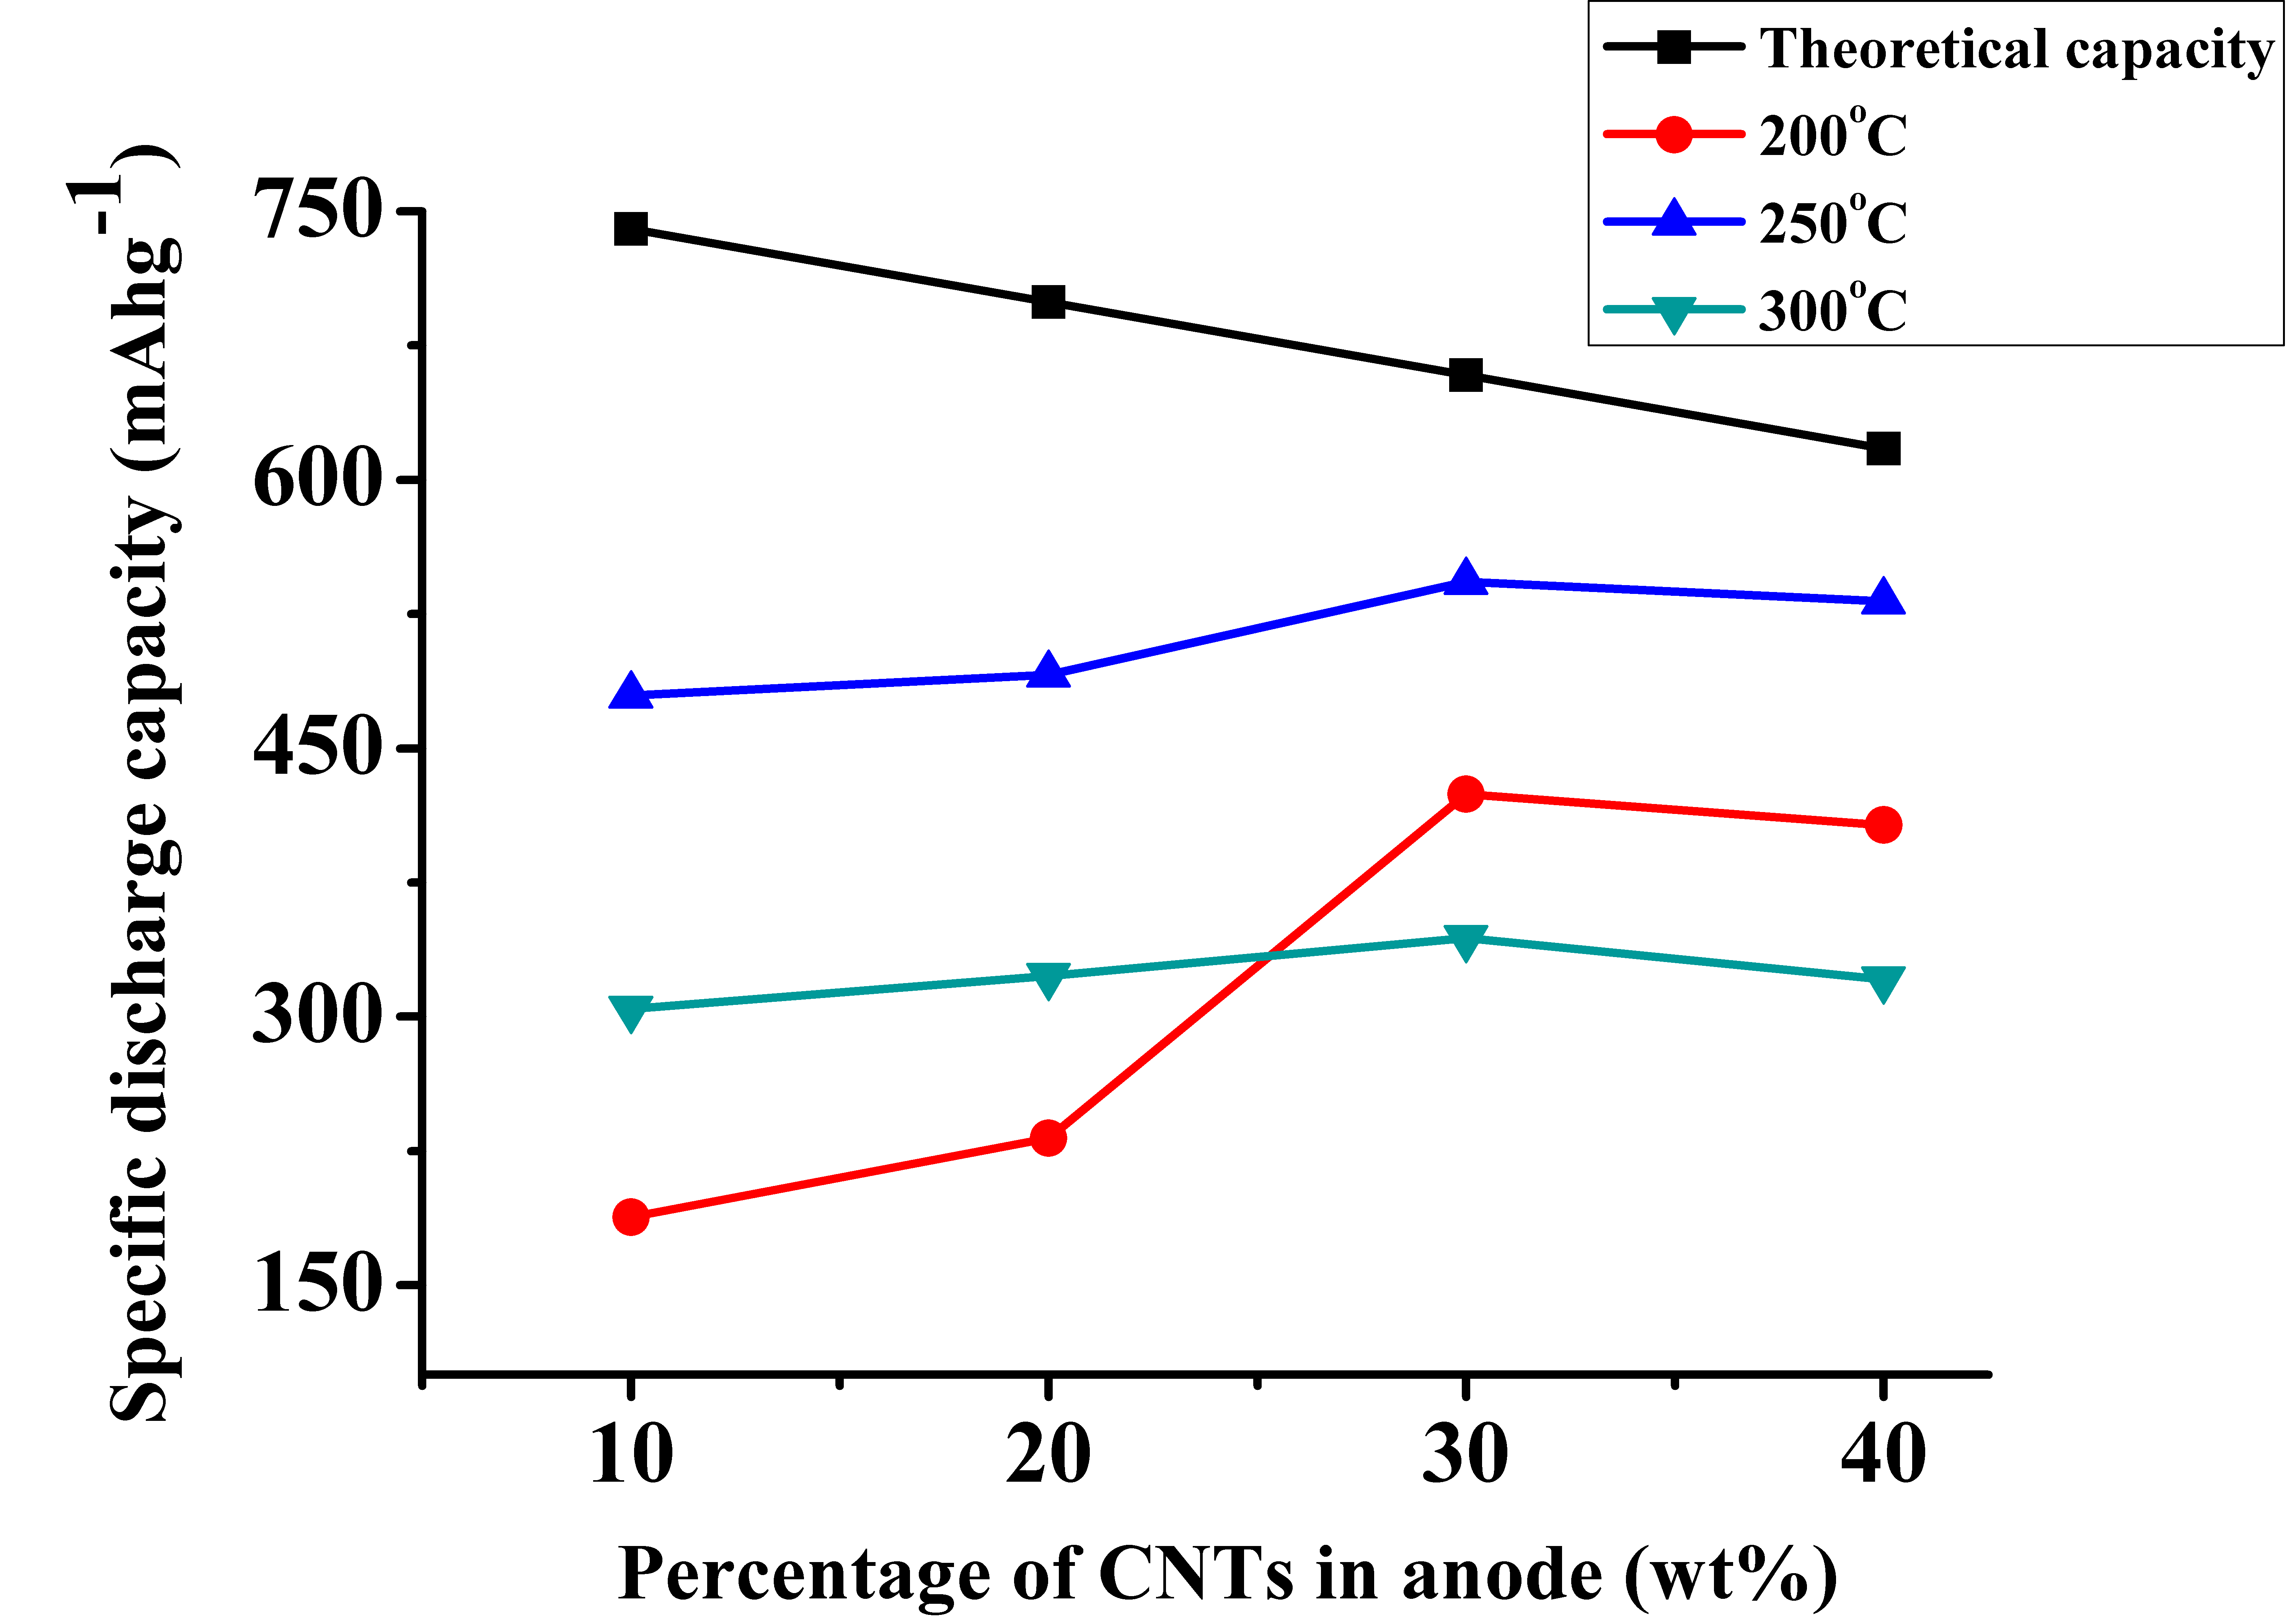 Theoretical capacity
200°C
250°C
300°C
Specific discharge capacity (mAhg-1)
750
600
450
300
150
10 20 30 40
Percentage of CNTs in anode (wt%)